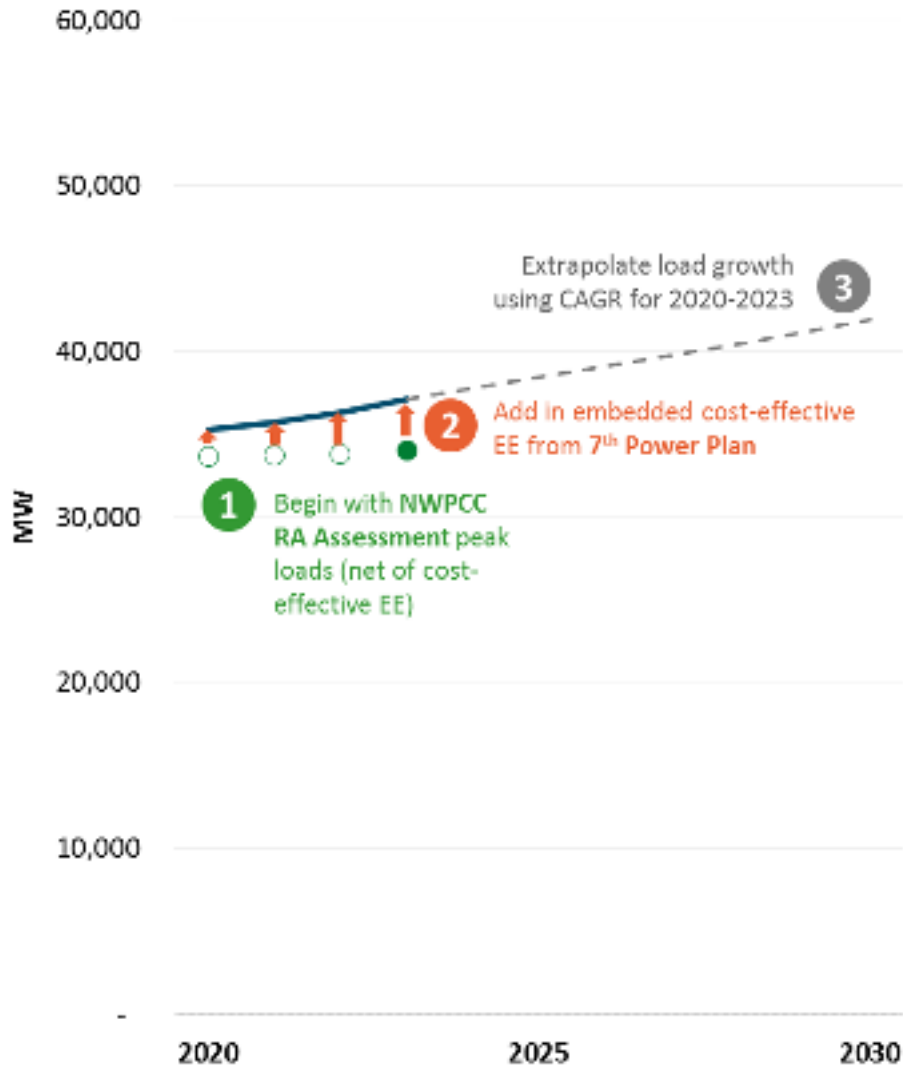 60,000
50,000
Extrapolate load growth
using CAGR for 2020-2023
3
40,000
2
Add in embedded cost-effective
EE from 7th Power Plan
1
Begin with NWPCC
RA Assessment peak
loads (net of cost-
effective EE)
MW
30,000
20,000
10,000
-
2020
2025
2030